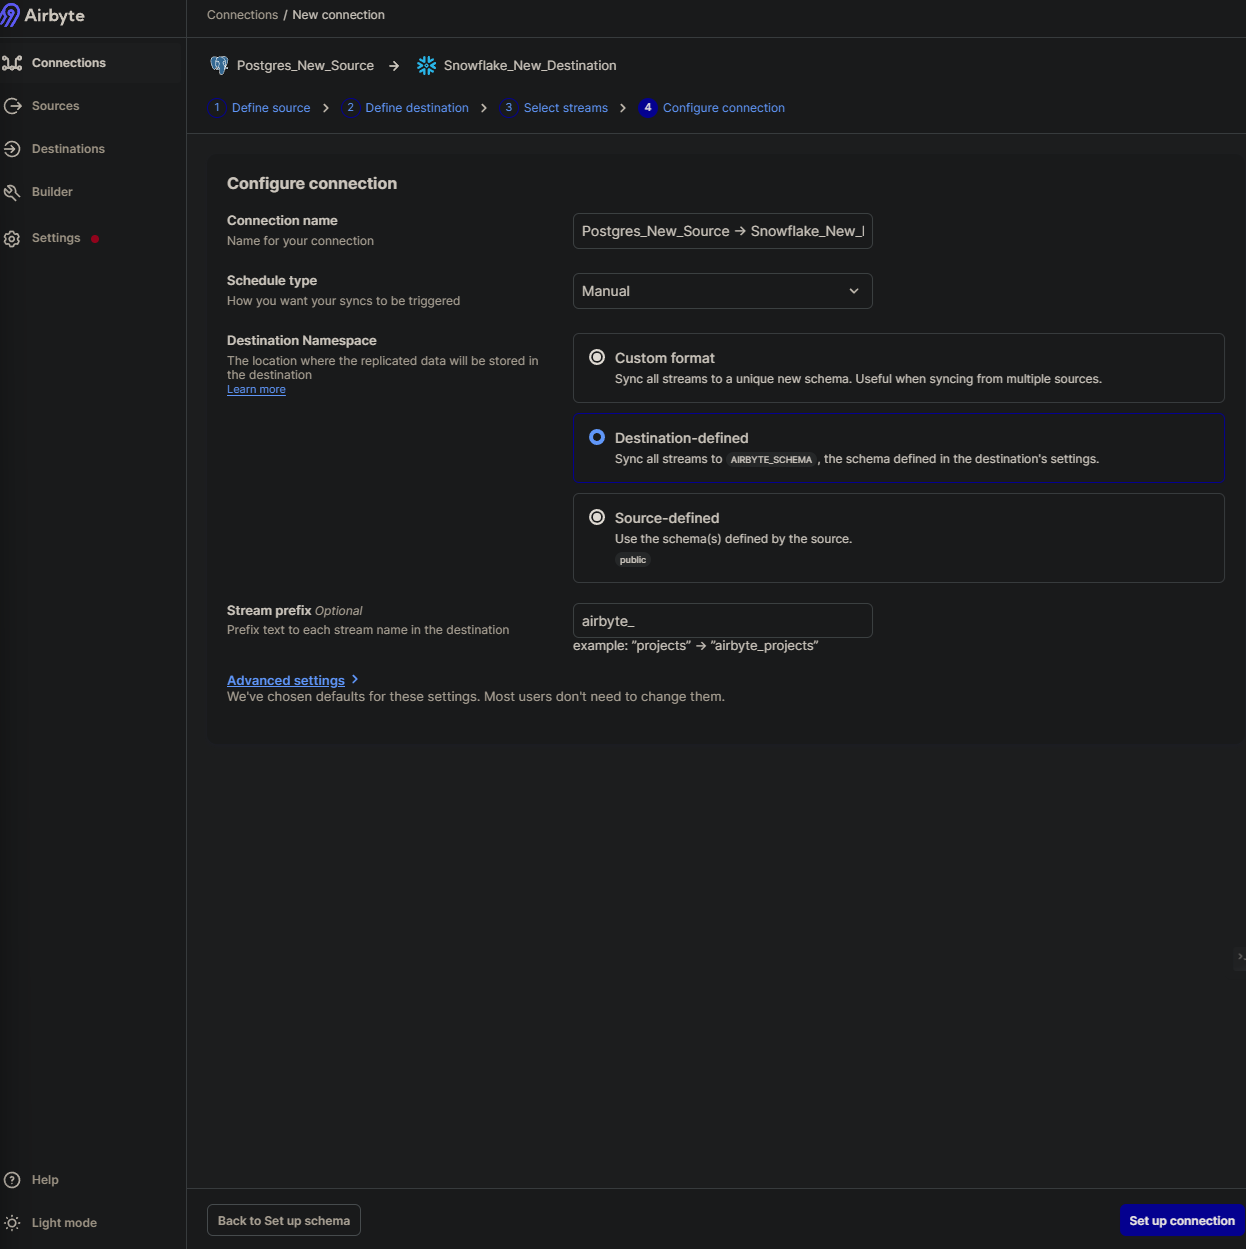 Airbyte
Connections / New connection
Connections
Sources
Destinations
Builder
Settings
Postgres_New_Source → Snowflake_New_Destination
1 Define source > 2 Define destination > 3 Select streams > 4 Configure connection
Configure connection
Connection name
Name for your connection
Postgres_New_Source → Snowflake_New_
Schedule type
How you want your syncs to be triggered
Manual
Destination Namespace
The location where the replicated data will be stored in
the destination
Learn more
Custom format
Sync all streams to a unique new schema. Useful when syncing from multiple sources.
Destination-defined
Sync all streams to AIRBYTE_SCHEMA , the schema defined in the destination's settings.
Source-defined
Use the schema(s) defined by the source.
public
Stream prefix Optional
Prefix text to each stream name in the destination
airbyte_
example: “projects” → “airbyte_projects”
Advanced settings >
We've chosen defaults for these settings. Most users don't need to change them.
Help
Light mode
Back to Set up schema
Set up connection